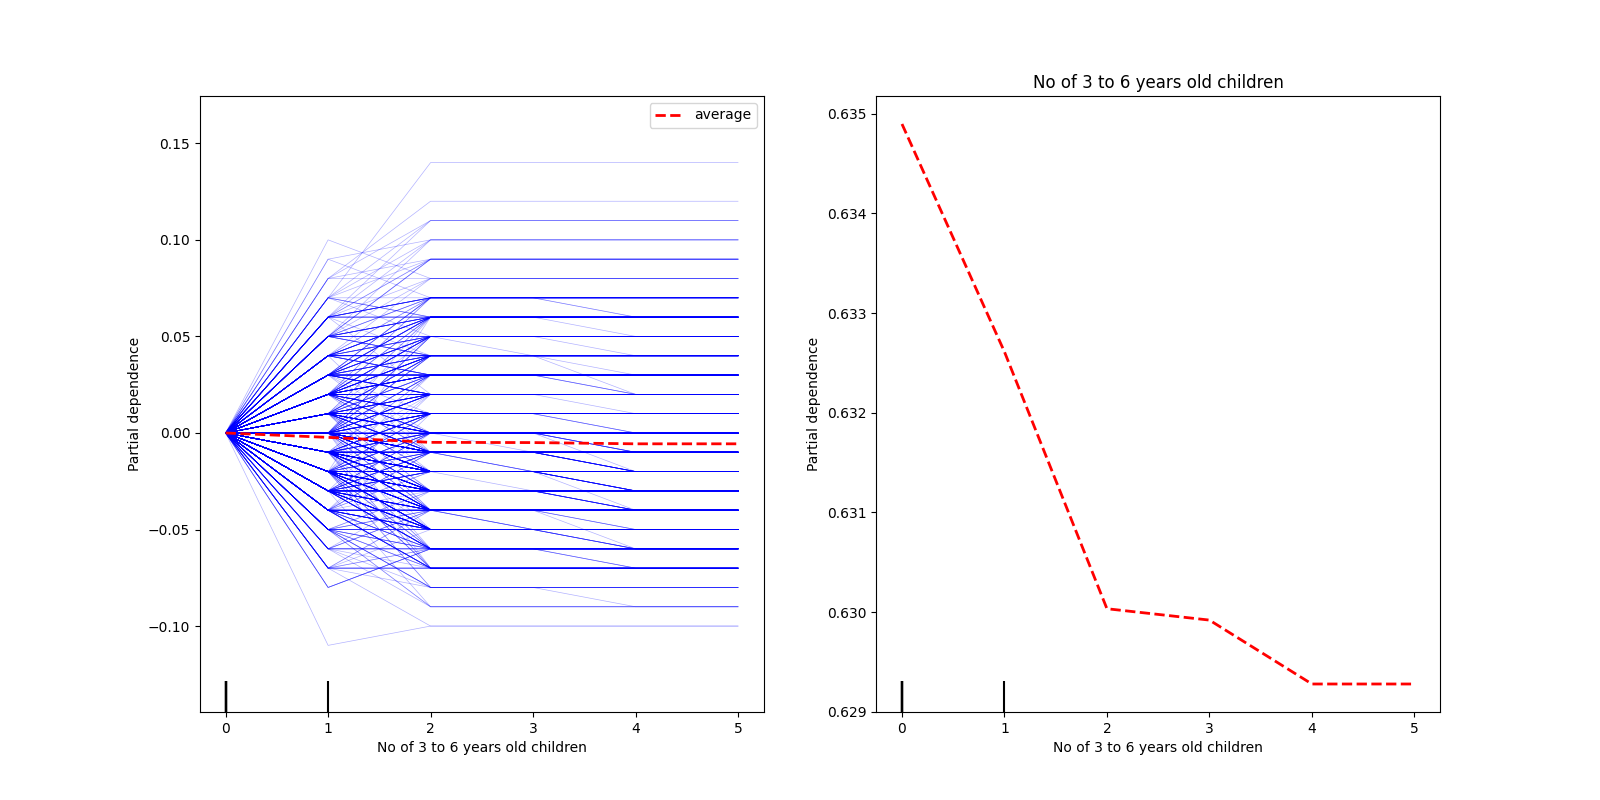 average
0.15
0.10
0.05
0.00
−0.05
−0.10
Partial dependence
0 1 2 3 4 5
No of 3 to 6 years old children
No of 3 to 6 years old children
0.635
0.634
0.633
0.632
0.631
0.630
0.629
Partial dependence
0 1 2 3 4 5
No of 3 to 6 years old children